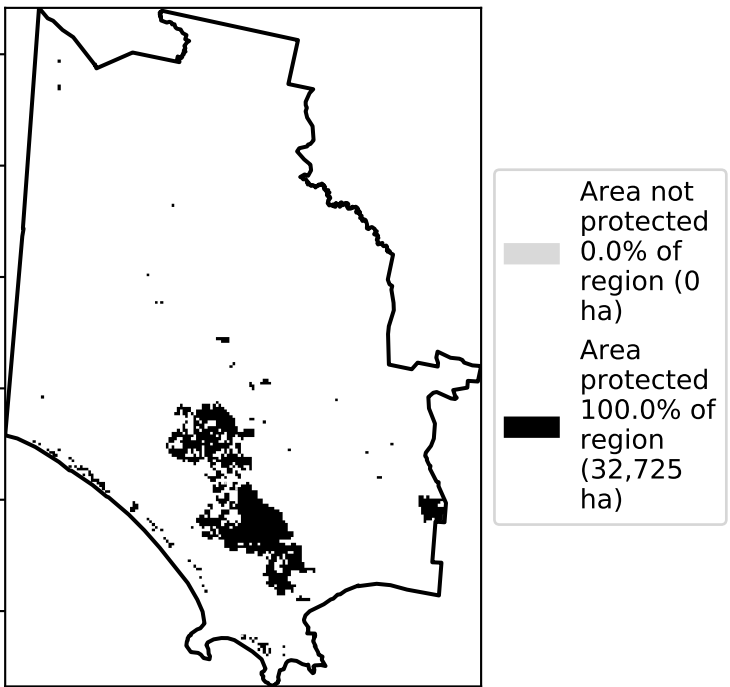 Area not
protected
0.0% of
region (0
ha)
Area
protected
100.0% of
region
(32,725
ha)